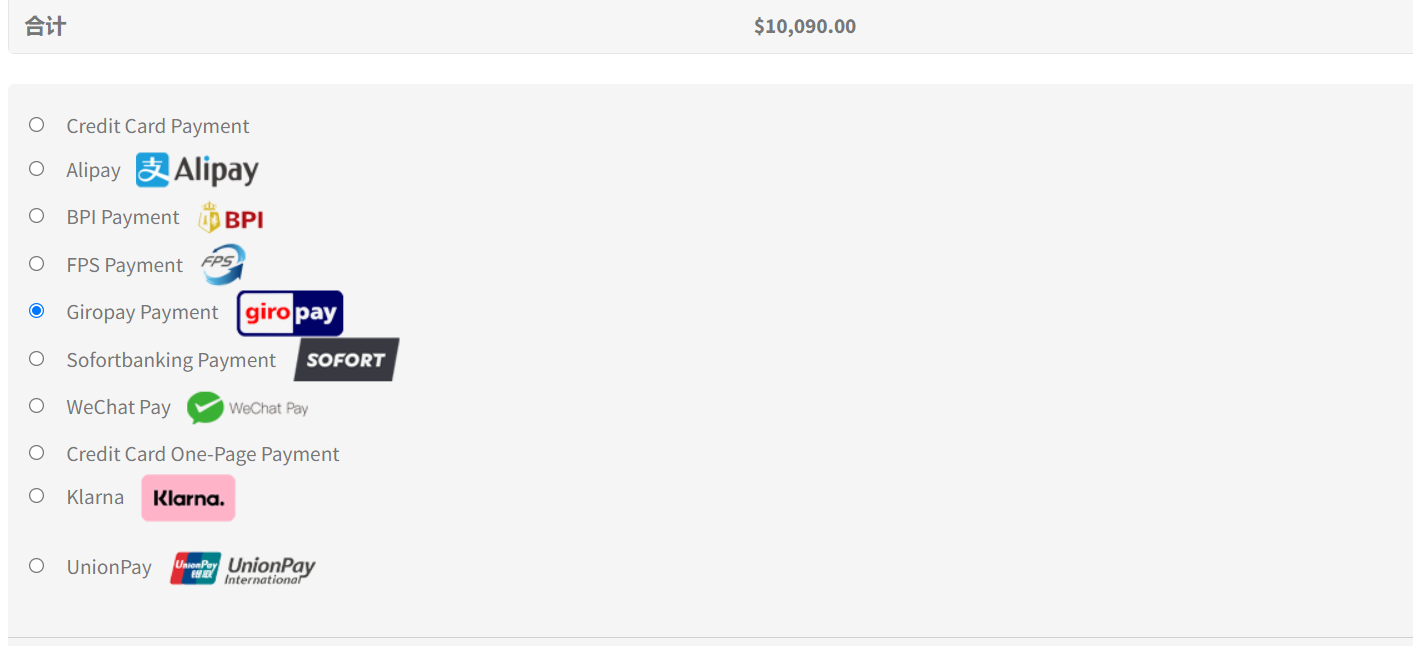 合计 $10,090.00
Credit Card Payment
Alipay 支 Alipay
BPI Payment BPI
FPS Payment FPS
Giropay Payment giropay
Sofortbanking Payment SOFORT
WeChat Pay WeChat Pay
Credit Card One-Page Payment
Klarna Klarna.
UnionPay UnionPay 银联 UnionPay International